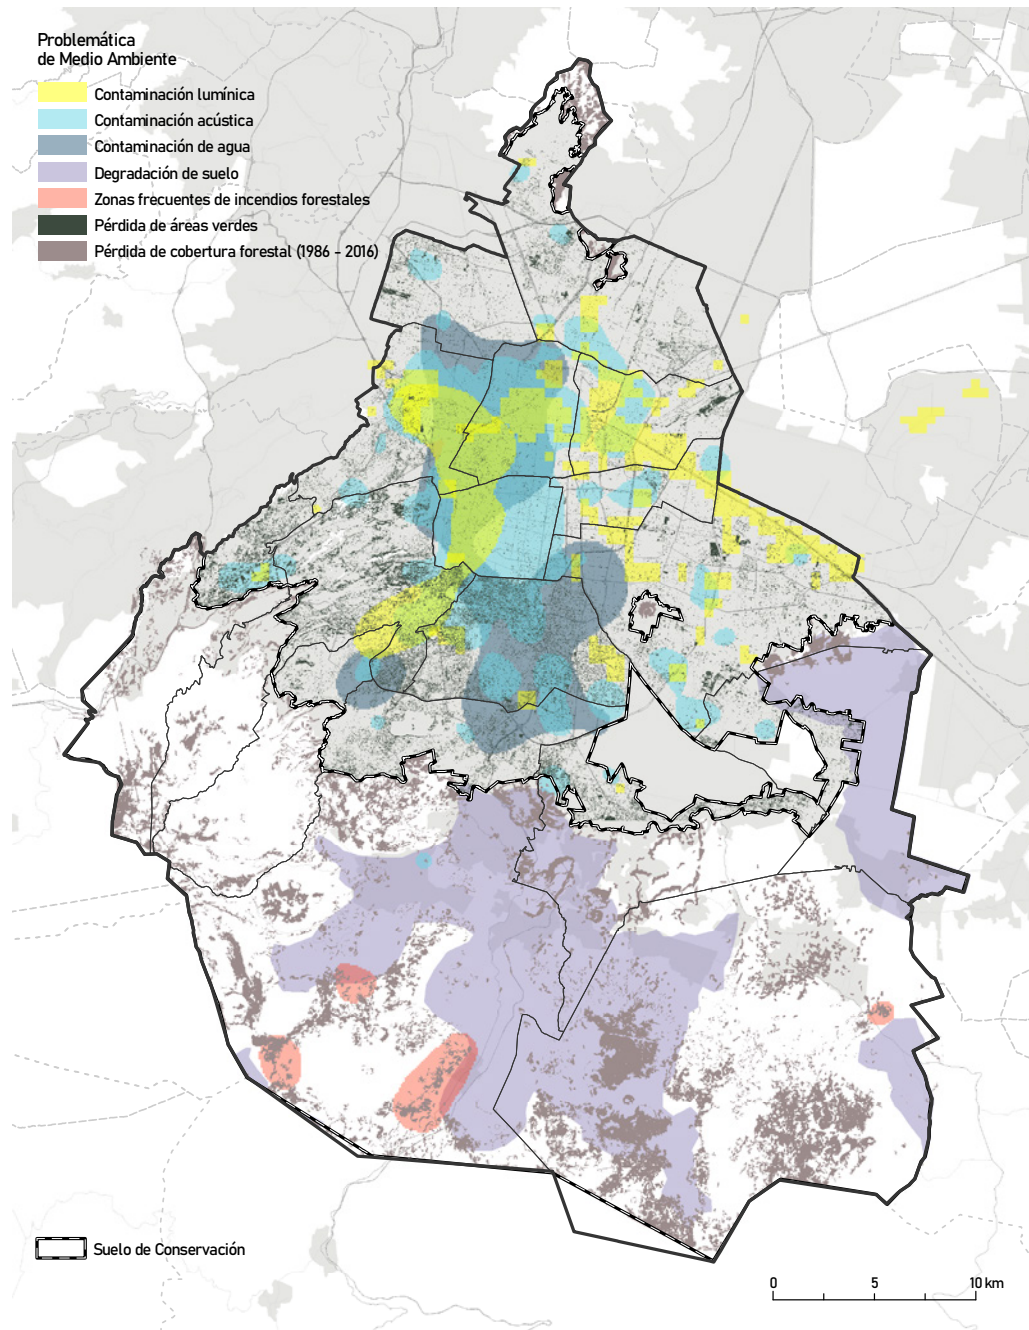 Problemática
de Medio Ambiente
Contaminación lumínica
Contaminación acústica
Contaminación de agua
Degradación de suelo
Zonas frecuentes de incendios forestales
Pérdida de áreas verdes
Pérdida de cobertura forestal (1986 – 2016)
Suelo de Conservación
0 5 10 km